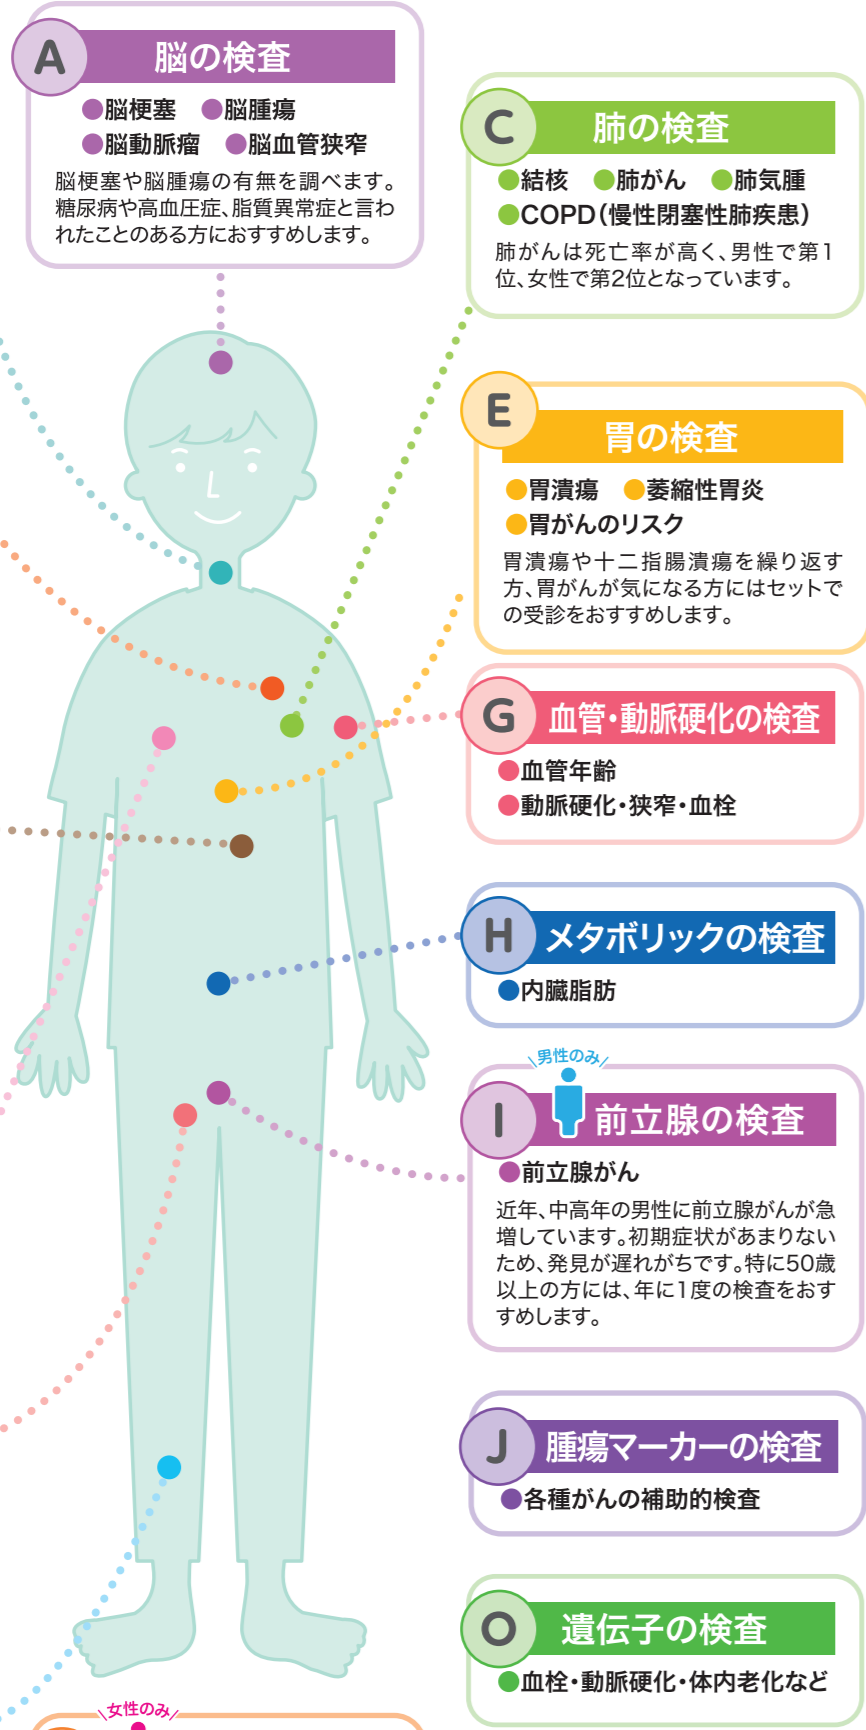 A 脳の検査
●脳梗塞 ●脳腫瘍
●脳動脈瘤 ●脳血管狭窄
脳梗塞や脳腫瘍の有無を調べます。
糖尿病や高血圧症、脂質異常症と言わ
れたことのある方におすすめします。
C 肺の検査
●結核 ●肺がん ●肺気腫
●COPD(慢性閉塞性肺疾患)
肺がんは死亡率が高く、男性で第1
位、女性で第2位となっています。
E 胃の検査
●胃潰瘍 ●萎縮性胃炎
●胃がんのリスク
胃潰瘍や十二指腸潰瘍を繰り返す
方、胃がんが気になる方にはセットで
の受診をおすすめします。
G 血管・動脈硬化の検査
●血管年齢
●動脈硬化・狭窄・血栓
H メタボリックの検査
●内臓脂肪
男性のみ
I 前立腺の検査
●前立腺がん
近年、中高年の男性に前立腺がんが急
増しています。初期症状があまりない
ため、発見が遅れがちです。特に50歳
以上の方には、年に1度の検査をおす
すめします。
J 腫瘍マーカーの検査
●各種がんの補助的検査
O 遺伝子の検査
●血栓・動脈硬化・体内老化など
女性のみ